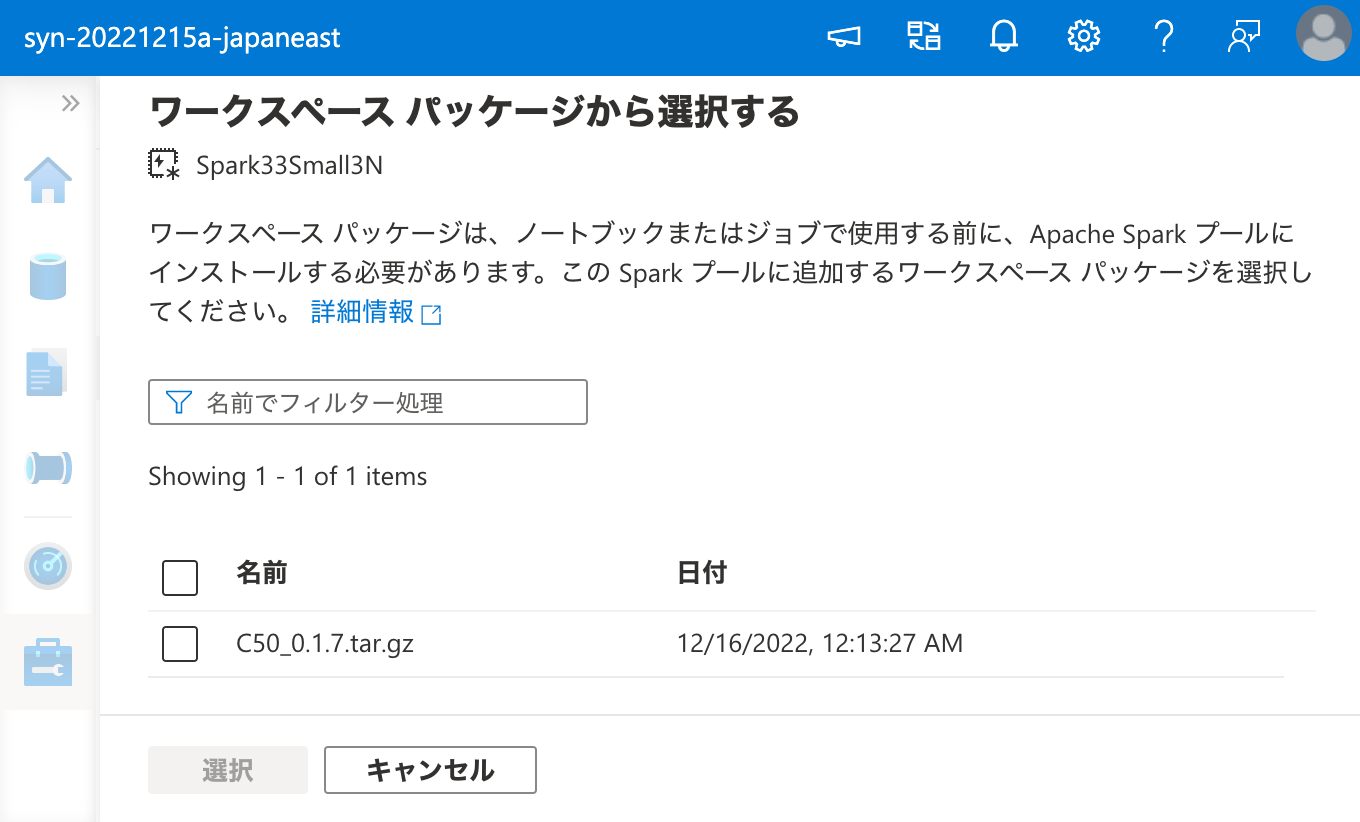 syn-20221215a-japaneast
ワークスペース パッケージから選択する
Spark33Small3N
ワークスペース パッケージは、ノートブックまたはジョブで使用する前に、Apache Spark プールに
インストールする必要があります。この Spark プールに追加するワークスペース パッケージを選択し
てください。 詳細情報
名前でフィルター処理
Showing 1 - 1 of 1 items
名前 日付
C50_0.1.7.tar.gz 12/16/2022, 12:13:27 AM
選択 キャンセル